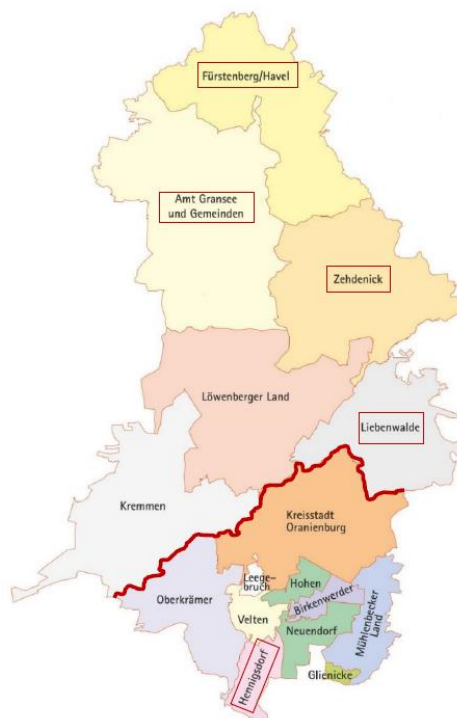 Fürstenberg/Havel
Amt Gransee
und Gemeinden
Zehdenick
Löwenberger Land
Liebenwalde
Kremmen
Kreisstadt
Oranienburg
Leege-
bruch
Hohen
Oberkrämer
Birkenwerder
Velten
Neuendorf
Mühlenbecker
Land
Hennigsdorf
Glienicke